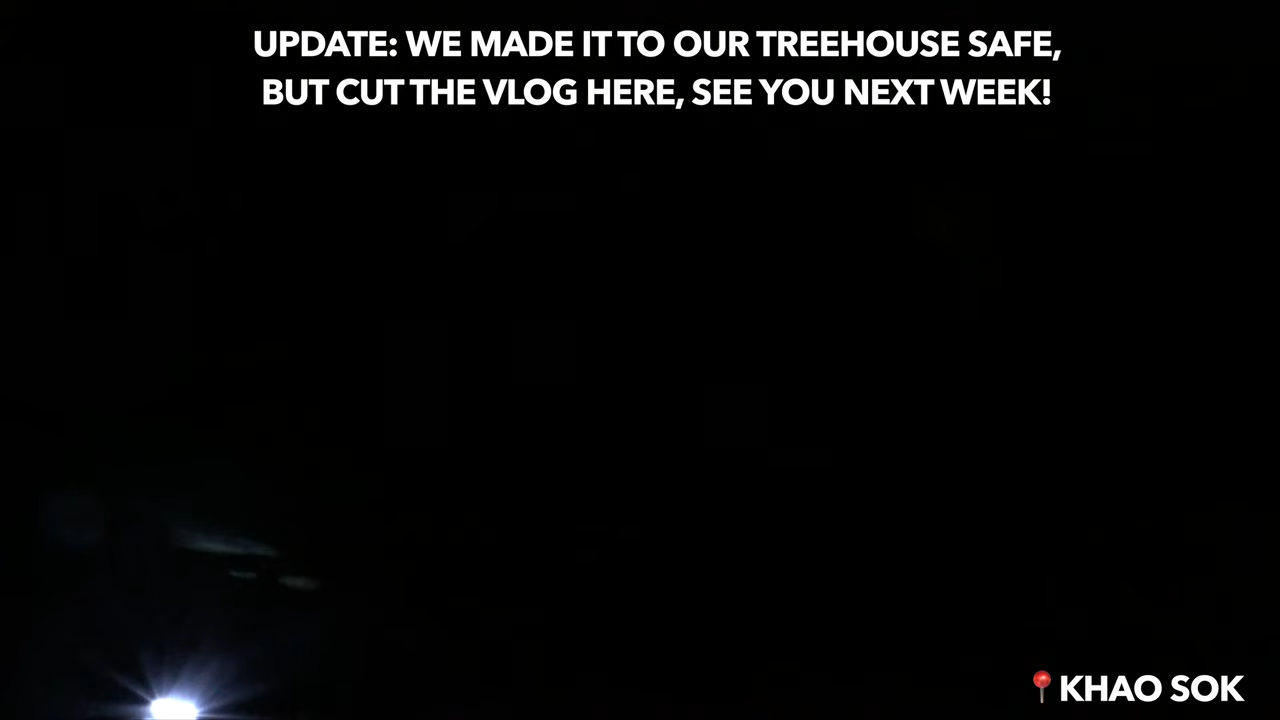 UPDATE: WE MADE IT TO OUR TREEHOUSE SAFE,
BUT CUT THE VLOG HERE, SEE YOU NEXT WEEK!
📍KHAO SOK